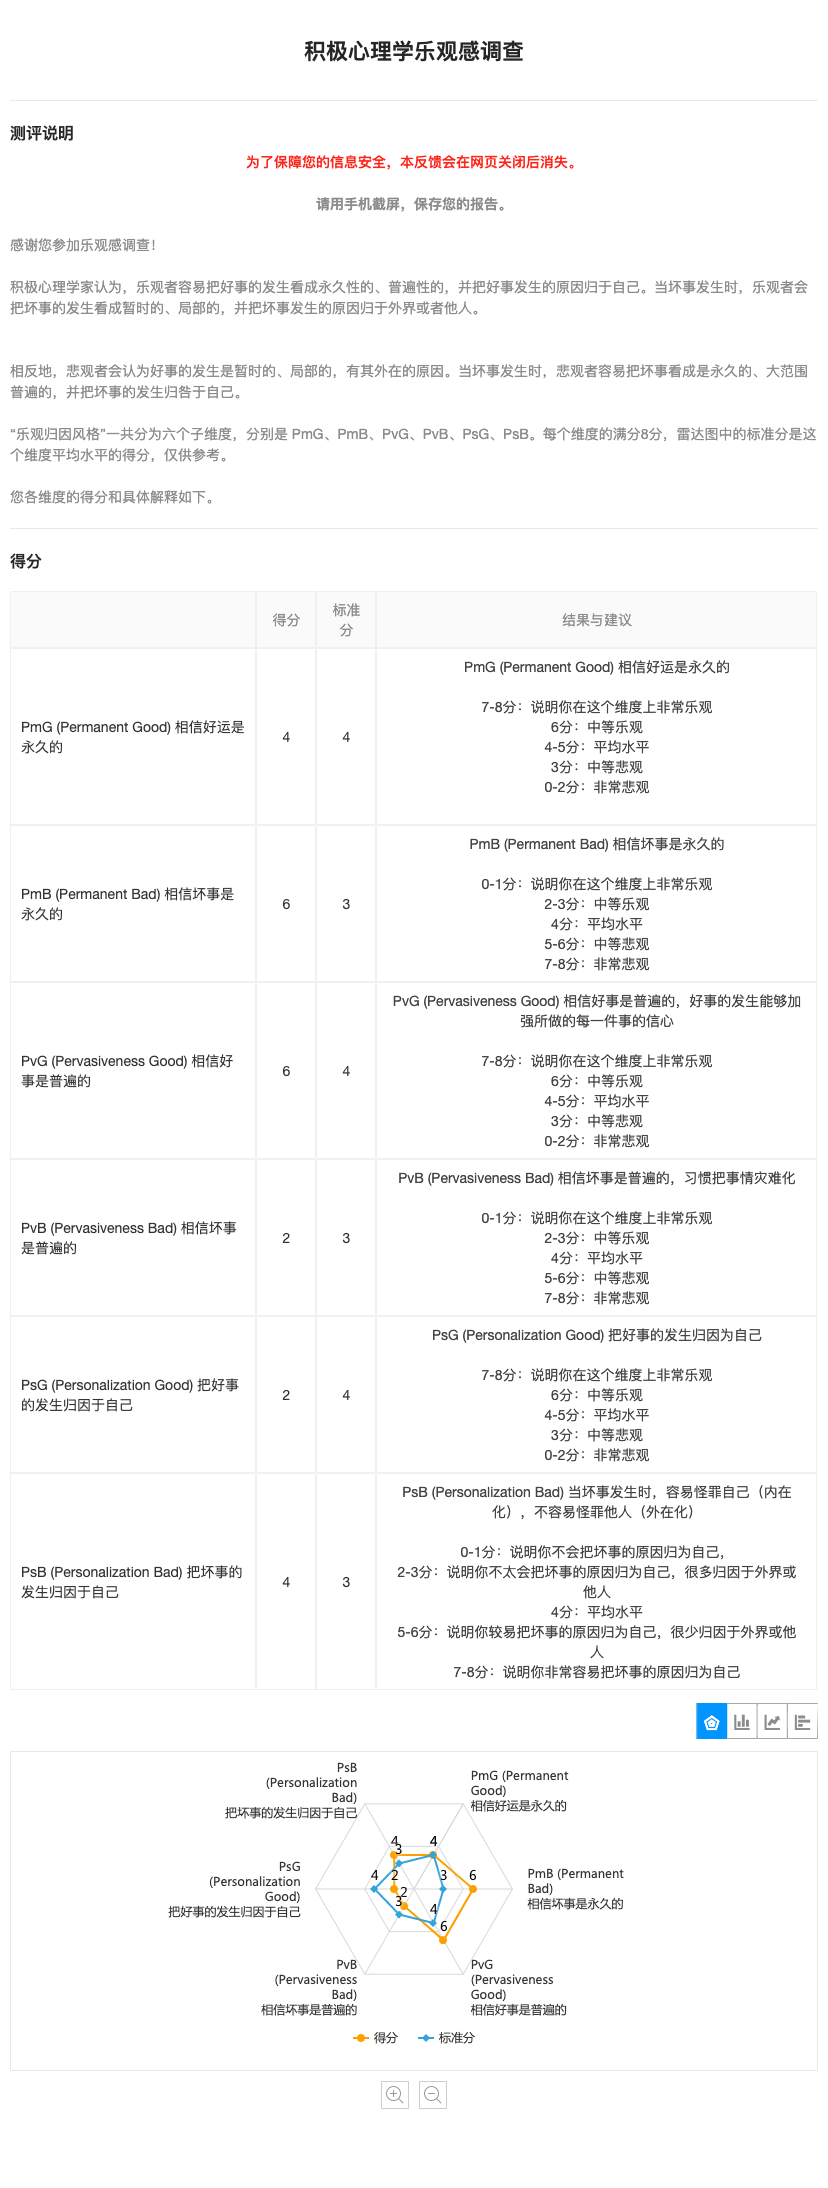 积极心理学乐观感调查
测评说明
为了保障您的信息安全，本反馈会在网页关闭后消失。
请用手机截屏，保存您的报告。
感谢您参加乐观感调查！
积极心理学家认为，乐观者容易把好事的发生看成永久性的、普遍性的，并把好事发生的原因归于自己。当坏事发生时，乐观者会
把坏事的发生看成暂时的、局部的，并把坏事发生的原因归于外界或者他人。
相反地，悲观者会认为好事的发生是暂时的、局部的，有其外在的原因。当坏事发生时，悲观者容易把坏事看成是永久的、大范围
普遍的，并把坏事的发生归咎于自己。
“乐观归因风格”一共分为六个子维度，分别是 PmG、PmB、PvG、PvB、PsG、PsB。每个维度的满分8分，雷达图中的标准分是这
个维度平均水平的得分，仅供参考。
您各维度的得分和具体解释如下。
得分
得分
标准
分
结果与建议
PmG (Permanent Good) 相信好运是
永久的
4
4
PmG (Permanent Good) 相信好运是永久的
7-8分：说明你在这个维度上非常乐观
6分：中等乐观
4-5分：平均水平
3分：中等悲观
0-2分：非常悲观
PmB (Permanent Bad) 相信坏事是
永久的
6
3
PmB (Permanent Bad) 相信坏事是永久的
0-1分：说明你在这个维度上非常乐观
2-3分：中等乐观
4分：平均水平
5-6分：中等悲观
7-8分：非常悲观
PvG (Pervasiveness Good) 相信好
事是普遍的
6
4
PvG (Pervasiveness Good) 相信好事是普遍的，好事的发生能够加
强所做的每一件事的信心
7-8分：说明你在这个维度上非常乐观
6分：中等乐观
4-5分：平均水平
3分：中等悲观
0-2分：非常悲观
PvB (Pervasiveness Bad) 相信坏事
是普遍的
2
3
PvB (Pervasiveness Bad) 相信坏事是普遍的，习惯把事情灾难化
0-1分：说明你在这个维度上非常乐观
2-3分：中等乐观
4分：平均水平
5-6分：中等悲观
7-8分：非常悲观
PsG (Personalization Good) 把好事
的发生归因于自己
2
4
PsG (Personalization Good) 把好事的发生归因为自己
7-8分：说明你在这个维度上非常乐观
6分：中等乐观
4-5分：平均水平
3分：中等悲观
0-2分：非常悲观
PsB (Personalization Bad) 把坏事的
发生归因于自己
4
3
PsB (Personalization Bad) 当坏事发生时，容易怪罪自己（内在
化），不容易怪罪他人（外在化）
0-1分：说明你不会把坏事的原因归为自己，
2-3分：说明你不太会把坏事的原因归为自己，很多归因于外界或
他人
4分：平均水平
5-6分：说明你较易把坏事的原因归为自己，很少归因于外界或他
人
7-8分：说明你非常容易把坏事的原因归为自己
PsB
(Personalization
Bad)
把坏事的发生归因于自己
PmG (Permanent
Good)
相信好运是永久的
4
3
4
PsG
(Personalization
Good)
把好事的发生归因于自己
4
2
3
6
PmB (Permanent
Bad)
相信坏事是永久的
2
3
4
6
PvB
(Pervasiveness
Bad)
相信坏事是普遍的
PvG
(Pervasiveness
Good)
相信好事是普遍的
得分
标准分